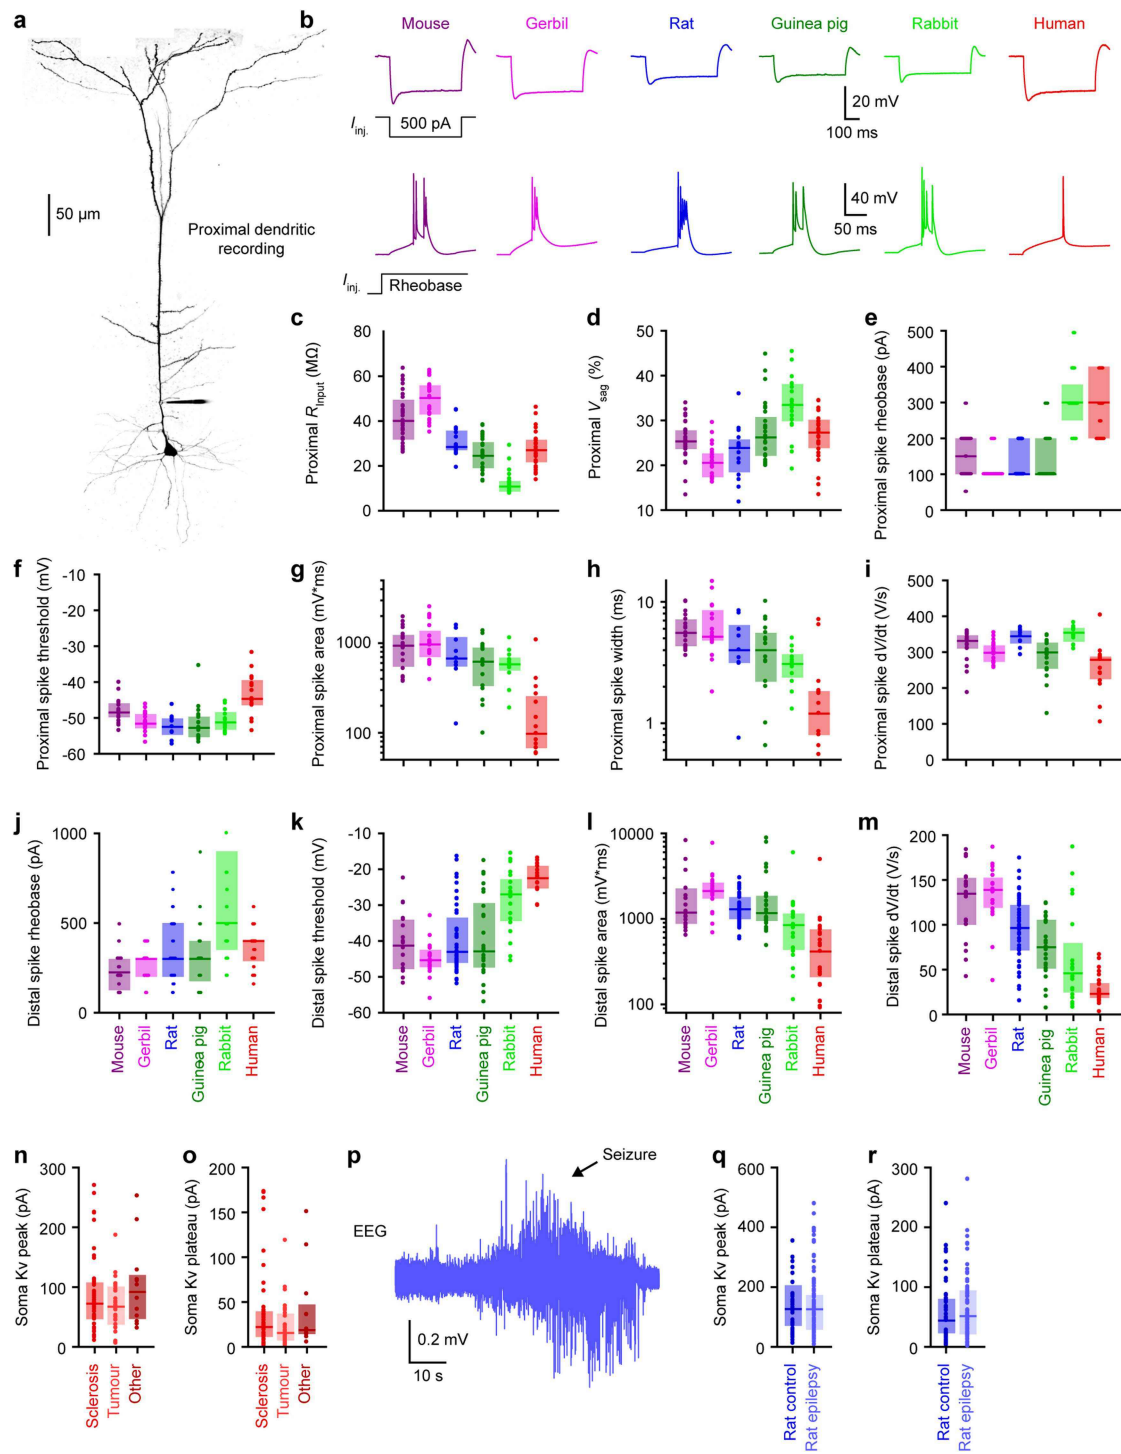 a
b
Mouse
Gerbil
Rat
Guinea pig
Rabbit
Human
20 mV
100 ms
Iinj.
500 pA
50 µm
Proximal dendritic
recording
40 mV
50 ms
Iinj.
Rheobase
c
Proximal RInput (MΩ)
80
60
40
20
0
d
Proximal Vsag (%)
50
40
30
20
10
e
Proximal spike rheobase (pA)
500
400
300
200
100
0
f
Proximal spike threshold (mV)
-10
-20
-30
-40
-50
-60
g
Proximal spike area (mV*ms)
1000
100
h
Proximal spike width (ms)
10
1
i
Proximal spike dV/dt (V/s)
500
400
300
200
100
0
j
Distal spike rheobase (pA)
1000
500
0
Mouse
Gerbil
Rat
Guinea pig
Rabbit
Human
k
Distal spike threshold (mV)
-10
-20
-30
-40
-50
-60
Mouse
Gerbil
Rat
Guinea pig
Rabbit
Human
l
Distal spike area (mV*ms)
10000
1000
100
Mouse
Gerbil
Rat
Guinea pig
Rabbit
Human
m
Distal spike dV/dt (V/s)
200
150
100
50
0
Mouse
Gerbil
Rat
Guinea pig
Rabbit
Human
n
Soma Kv peak (pA)
300
200
100
0
Sclerosis
Tumour
Other
o
Soma Kv plateau (pA)
200
150
100
50
0
Sclerosis
Tumour
Other
p
Seizure
EEG
0.2 mV
10 s
q
Soma Kv peak (pA)
600
400
200
0
Rat control
Rat epilepsy
r
Soma Kv plateau (pA)
300
200
100
0
Rat control
Rat epilepsy